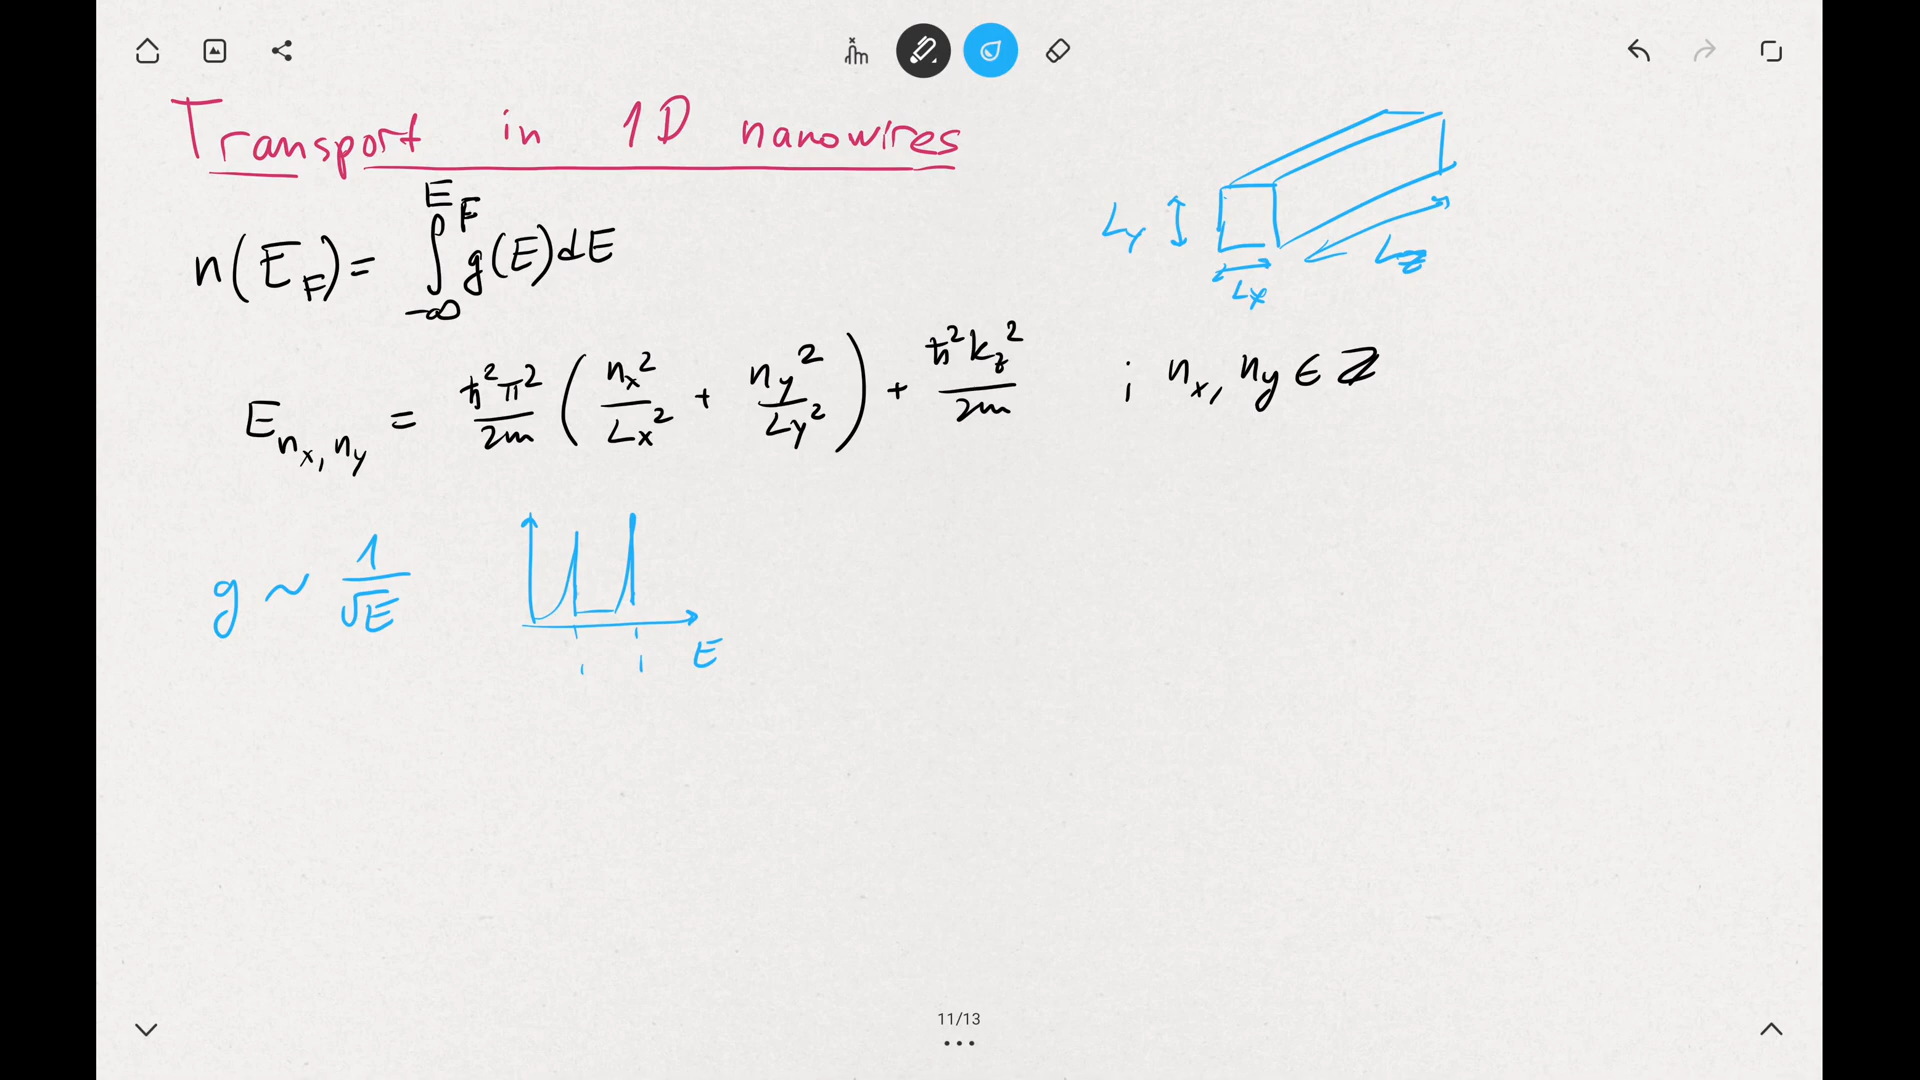 Transport in 1D nanowires
n(E_F) = ∫_{-∞}^{E_F} g(E)dE
L_y
L_x
L_z
E_{n_x, n_y} = ħ²π²/2m (n_x²/L_x² + n_y²/L_y²) + ħ²k_z²/2m ; n_x, n_y ∈ ℤ
g ~ 1/√E
E
11/13